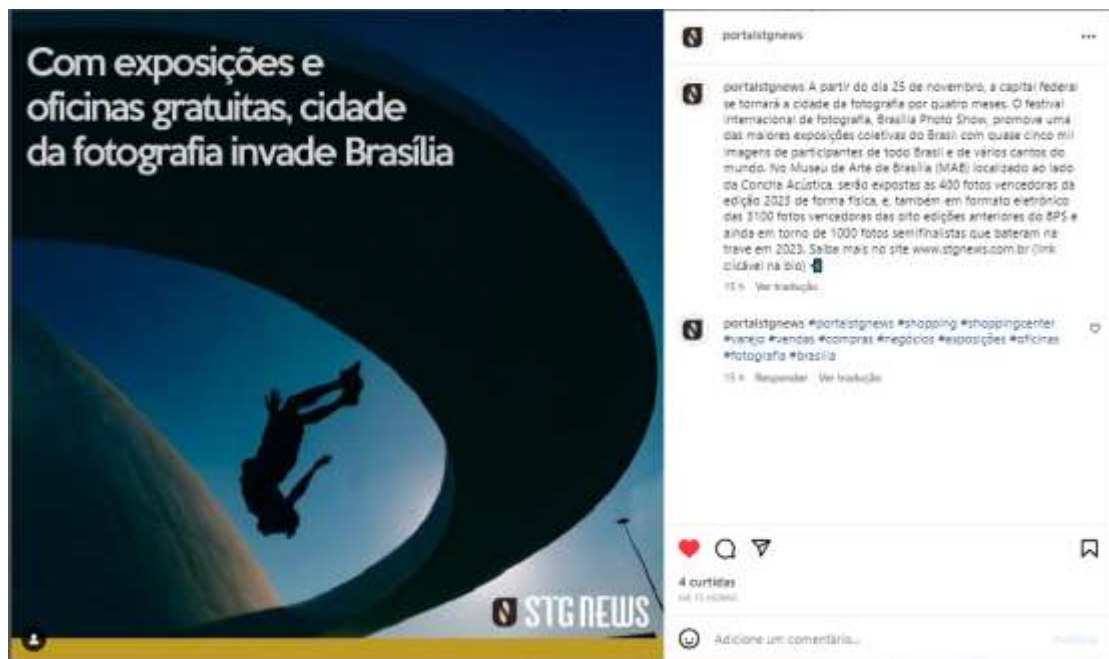 Com exposições e
oficinas gratuitas, cidade
da fotografia invade Brasília
STG NEWS
portalstgnews
portalstgnews A partir do dia 25 de novembro, a capital federal
se tornará a cidade da fotografia por quatro meses. O festival
internacional de fotografia, Brasília Photo Show, promove uma
das maiores exposições coletivas do Brasil com quase cinco mil
imagens de participantes de todo Brasil e de vários cantos do
mundo. No Museu de Arte de Brasília (MAB) localizado ao lado
da Concha Acústica, serão expostas as 400 fotos vencedoras da
edição 2023 de forma física, e, também em formato eletrônico
das 3100 fotos vencedoras das oito edições anteriores do BPS e
ainda em torno de 1000 fotos semifinalistas que bateram na
trave em 2023. Saiba mais no site www.stgnews.com.br (link
clicável na bio)
15 h Ver tradução
portalstgnews #portalstgnews #shopping #shoppingcenter
#varejo #vendas #compras #negócios #exposições #oficinas
#fotografia #brasilia
15 h Responder Ver tradução
4 curtidas
HÁ 15 HORAS
Adicione um comentário...